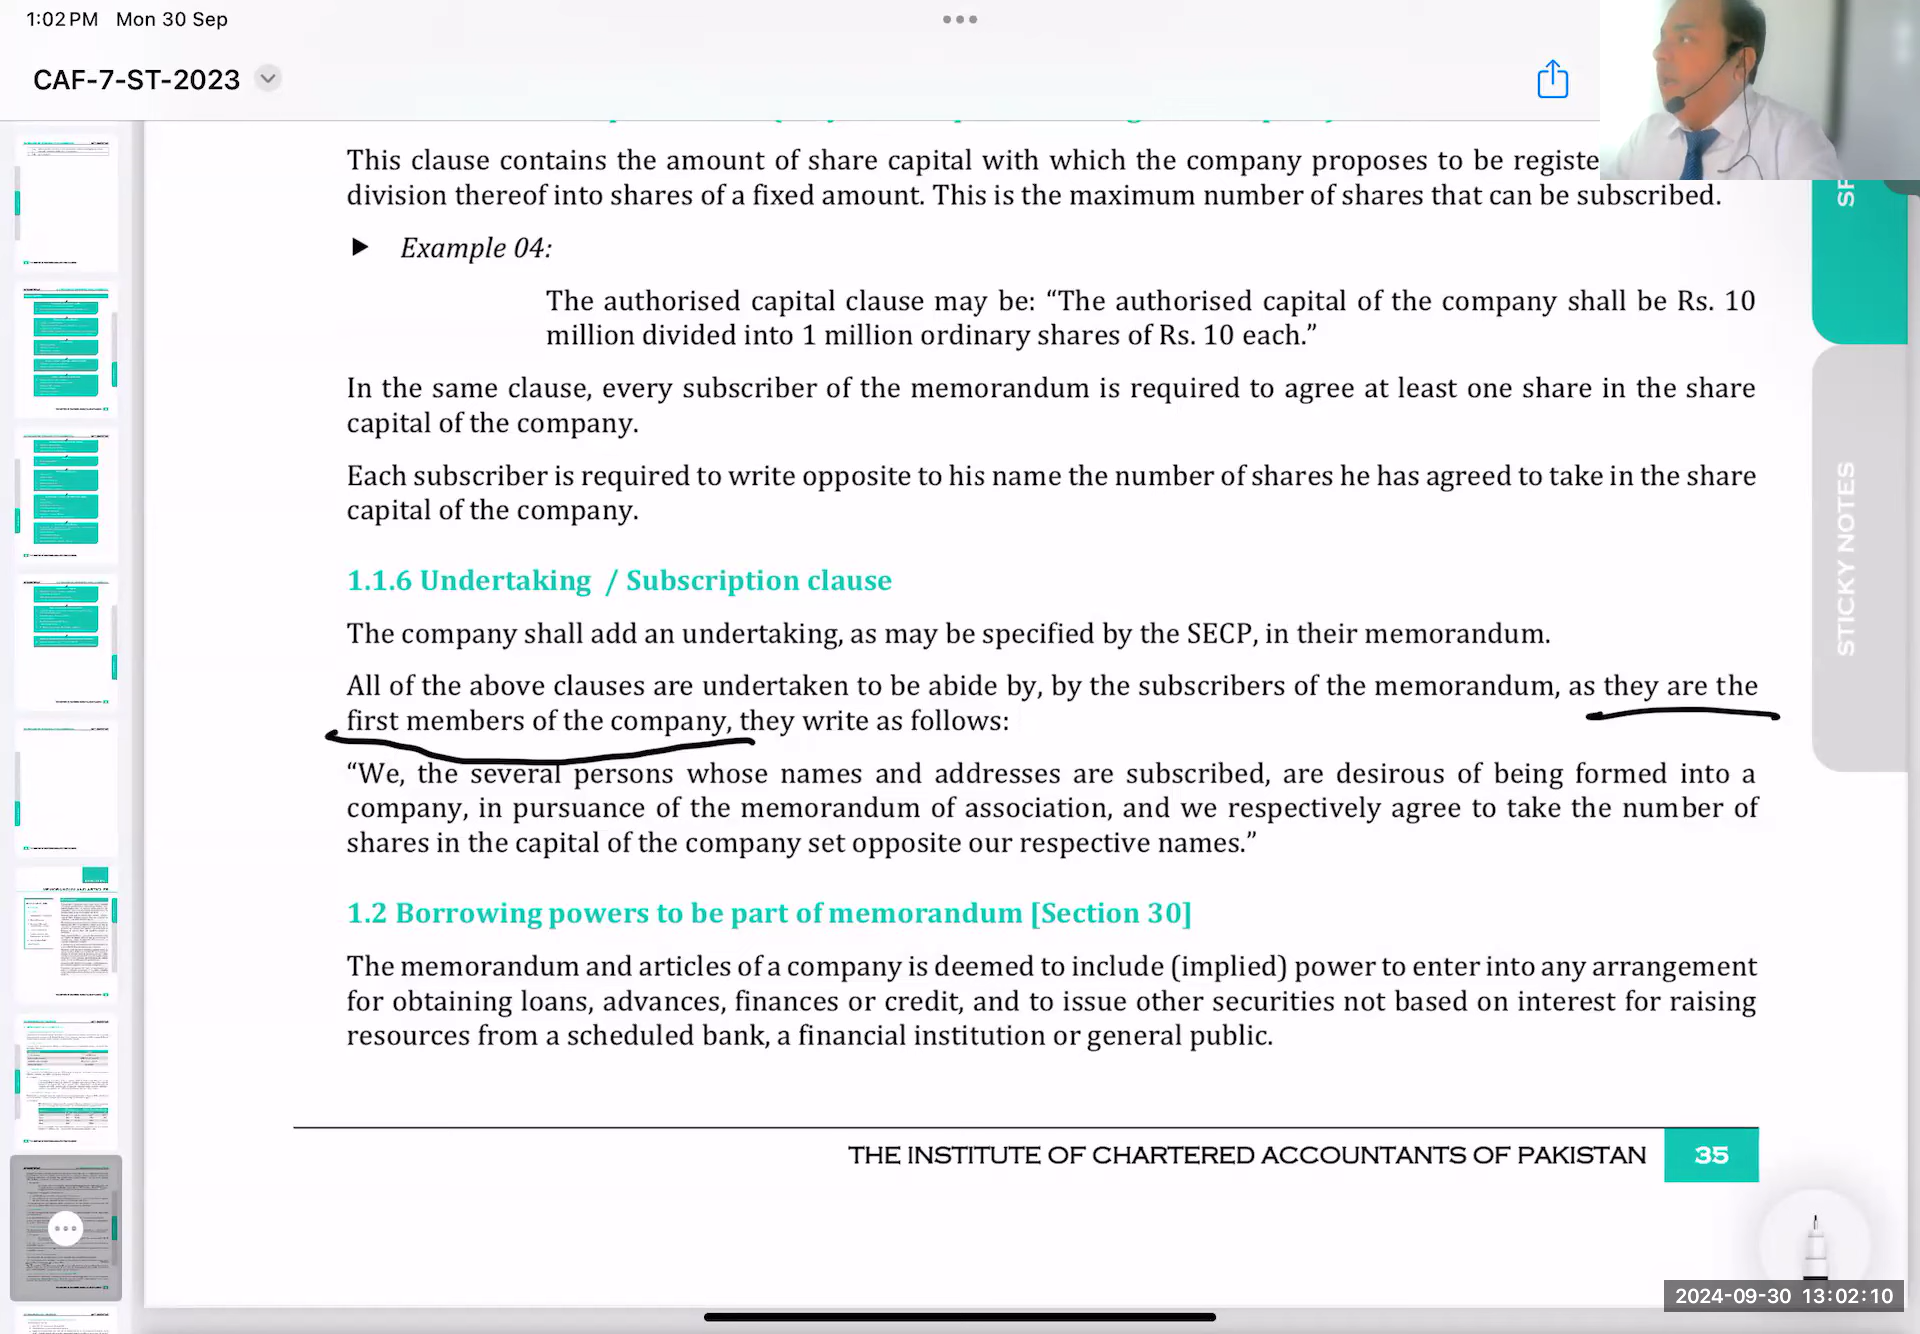 1:02 PM Mon 30 Sep
CAF-7-ST-2023
This clause contains the amount of share capital with which the company proposes to be registe
division thereof into shares of a fixed amount. This is the maximum number of shares that can be subscribed.
Example 04:
The authorised capital clause may be: “The authorised capital of the company shall be Rs. 10
million divided into 1 million ordinary shares of Rs. 10 each.”
In the same clause, every subscriber of the memorandum is required to agree at least one share in the share
capital of the company.
Each subscriber is required to write opposite to his name the number of shares he has agreed to take in the share
capital of the company.
1.1.6 Undertaking / Subscription clause
The company shall add an undertaking, as may be specified by the SECP, in their memorandum.
All of the above clauses are undertaken to be abide by, by the subscribers of the memorandum, as they are the
first members of the company, they write as follows:
“We, the several persons whose names and addresses are subscribed, are desirous of being formed into a
company, in pursuance of the memorandum of association, and we respectively agree to take the number of
shares in the capital of the company set opposite our respective names.”
1.2 Borrowing powers to be part of memorandum [Section 30]
The memorandum and articles of a company is deemed to include (implied) power to enter into any arrangement
for obtaining loans, advances, finances or credit, and to issue other securities not based on interest for raising
resources from a scheduled bank, a financial institution or general public.
THE INSTITUTE OF CHARTERED ACCOUNTANTS OF PAKISTAN 35
SP
STICKY NOTES
2024-09-30 13:02:10